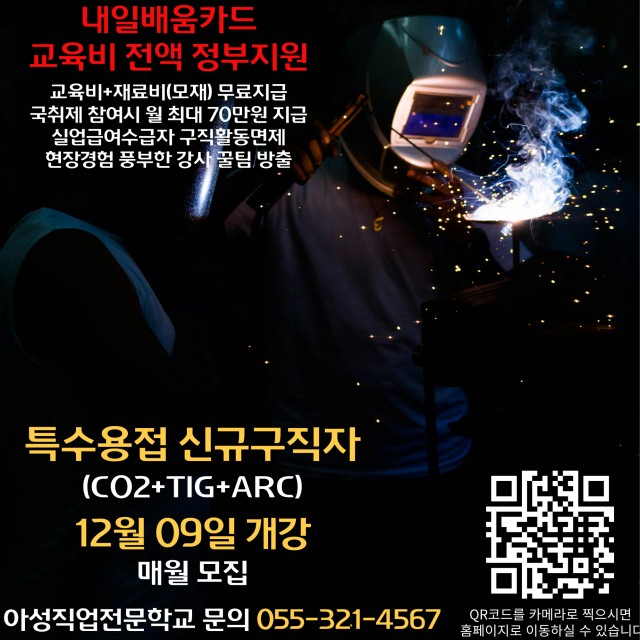 내일배움카드
교육비 전액 정부지원
교육비+재료비(모재) 무료지급
국취제 참여시 월 최대 70만원 지급
실업급여수급자 구직활동면제
현장경험 풍부한 강사 꿀팁 방출
특수용접 신규구직자
(CO2+TIG+ARC)
12월 09일 개강
매월 모집
아성직업전문학교 문의 055-321-4567
QR코드를 카메라로 찍으시면
홈페이지로 이동하실 수 있습니다